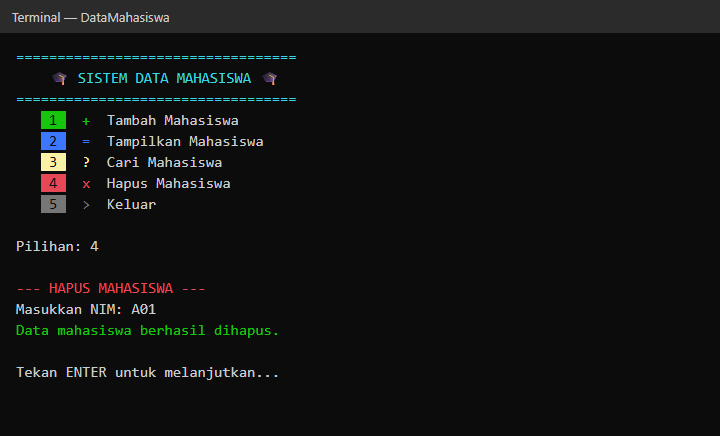 Terminal — DataMahasiswa
==================================
🎓 SISTEM DATA MAHASISWA 🎓
==================================
1 + Tambah Mahasiswa
2 = Tampilkan Mahasiswa
3 ? Cari Mahasiswa
4 x Hapus Mahasiswa
5 > Keluar
Pilihan: 4
--- HAPUS MAHASISWA ---
Masukkan NIM: A01
Data mahasiswa berhasil dihapus.
Tekan ENTER untuk melanjutkan...